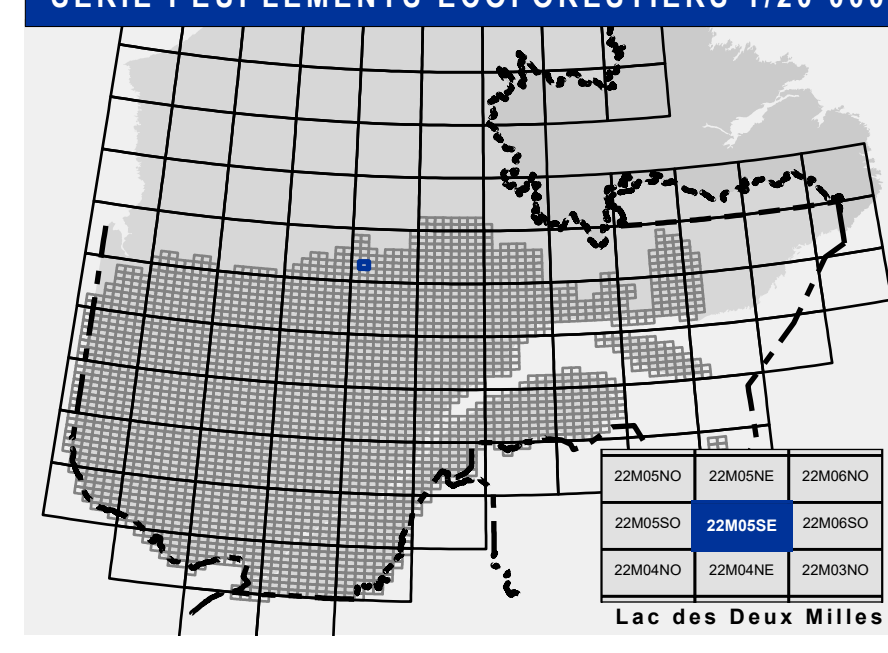 SÉRIE PEUPLEMENTS ÉCOFORESTIERS 1/20 000
22M05NO 22M05NE 22M06NO
22M05SO 22M05SE 22M06SO
22M04NO 22M04NE 22M03NO
Lac des Deux Milles